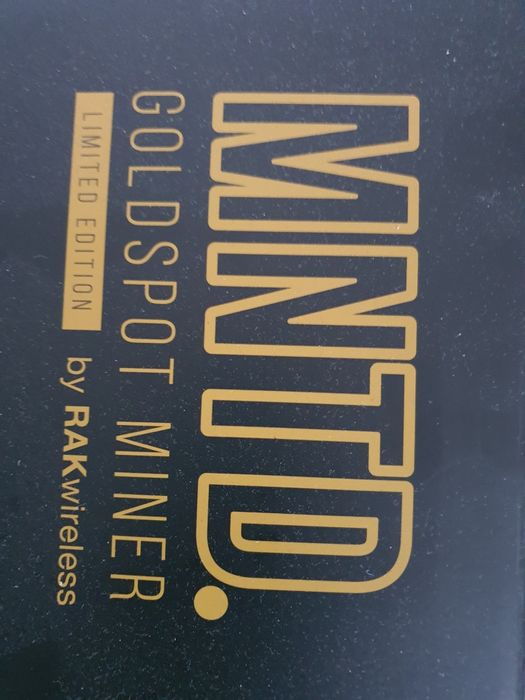 MNTD.
GOLDSPOT MINER
LIMITED EDITION by RAKwireless